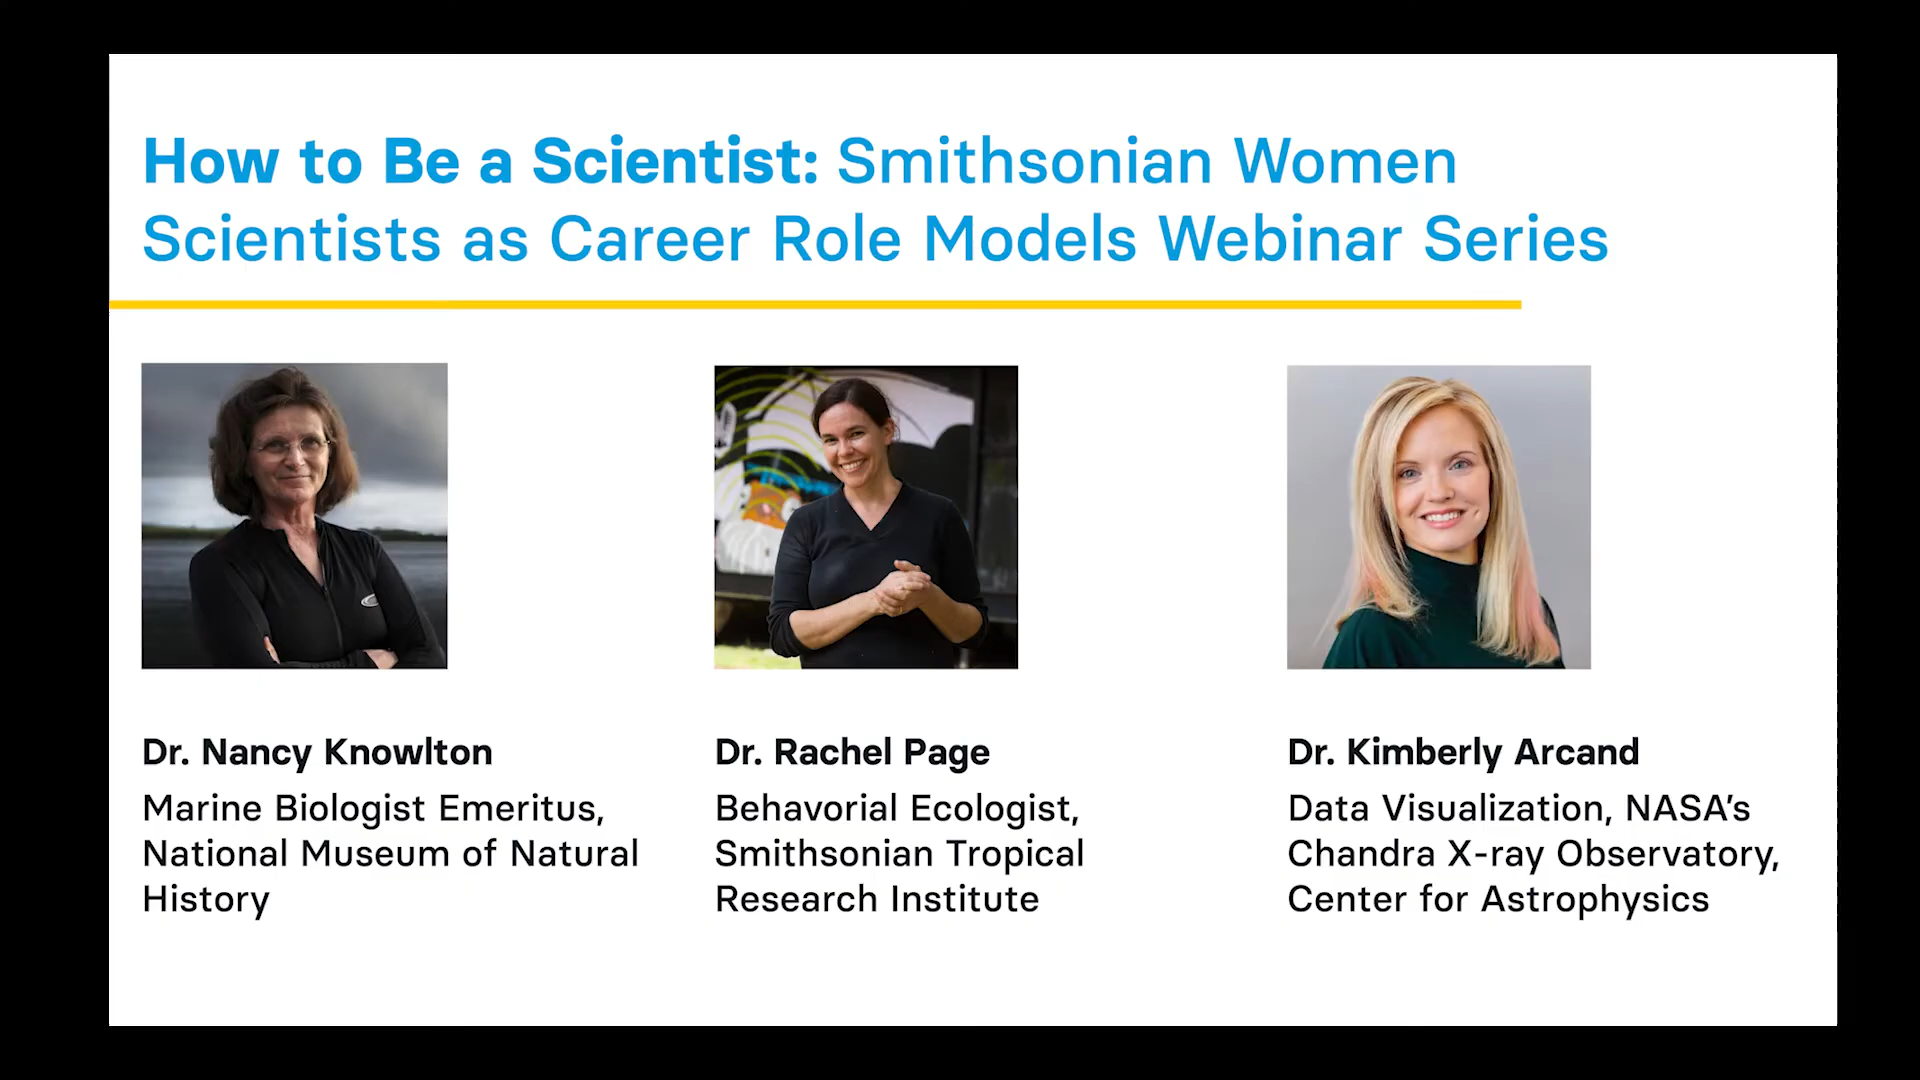 How to Be a Scientist: Smithsonian Women
Scientists as Career Role Models Webinar Series
Dr. Nancy Knowlton
Marine Biologist Emeritus,
National Museum of Natural
History
Dr. Rachel Page
Behavorial Ecologist,
Smithsonian Tropical
Research Institute
Dr. Kimberly Arcand
Data Visualization, NASA’s
Chandra X-ray Observatory,
Center for Astrophysics